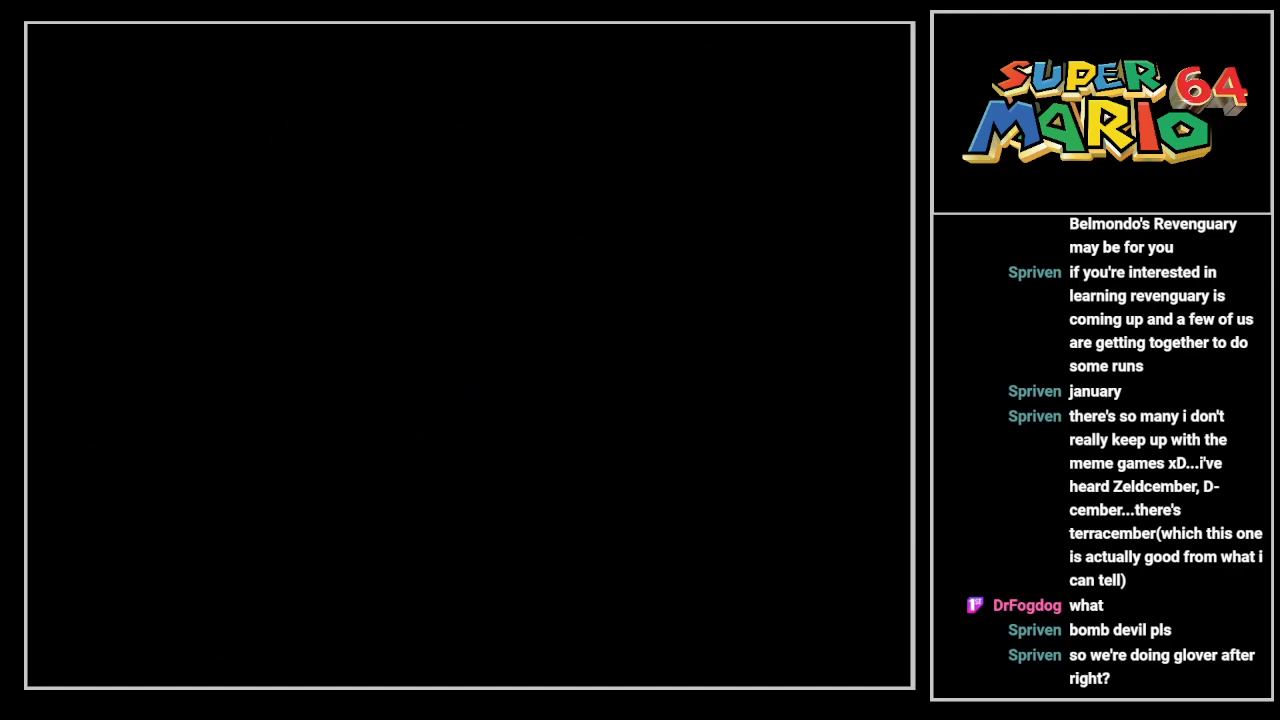 SUPER 64
MARIO
Belmondo's Revenguary
may be for you
Spriven if you're interested in
learning revenguary is
coming up and a few of us
are getting together to do
some runs
Spriven january
Spriven there's so many i don't
really keep up with the
meme games xD...i've
heard Zeldcember, D-
cember...there's
terracember(which this one
is actually good from what i
can tell)
1st DrFogdog what
Spriven bomb devil pls
Spriven so we're doing glover after
right?